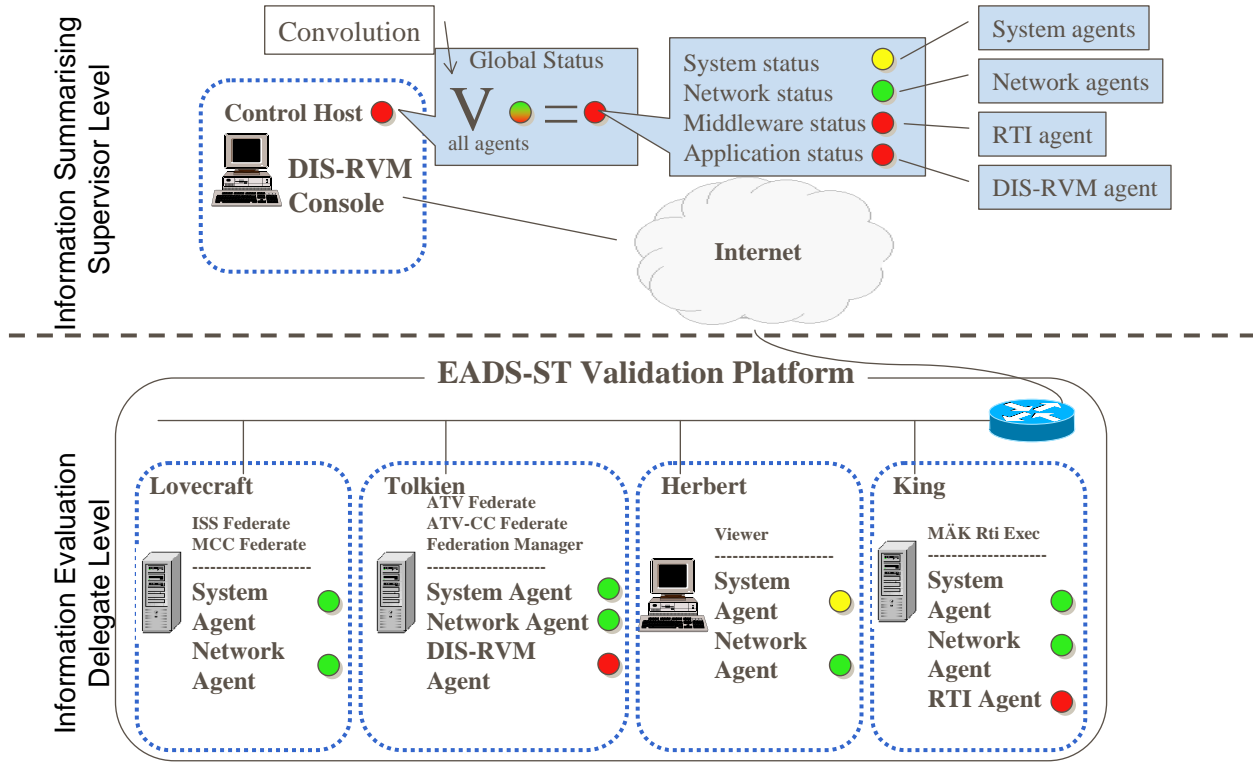 Information Summarising
Supervisor Level
Convolution
Control Host
DIS-RVM
Console
Global Status
V
=
all agents
System status
Network status
Middleware status
Application status
System agents
Network agents
RTI agent
DIS-RVM agent
Internet
Information Evaluation
Delegate Level
EADS-ST Validation Platform
Lovecraft
ISS Federate
MCC Federate
------------------------
System
Agent
Network
Agent
Tolkien
ATV Federate
ATV-CC Federate
Federation Manager
------------------------
System Agent
Network Agent
DIS-RVM
Agent
Herbert
Viewer
------------------------
System
Agent
Network
Agent
King
MÄK Rti Exec
------------------------
System
Agent
Network
Agent
RTI Agent